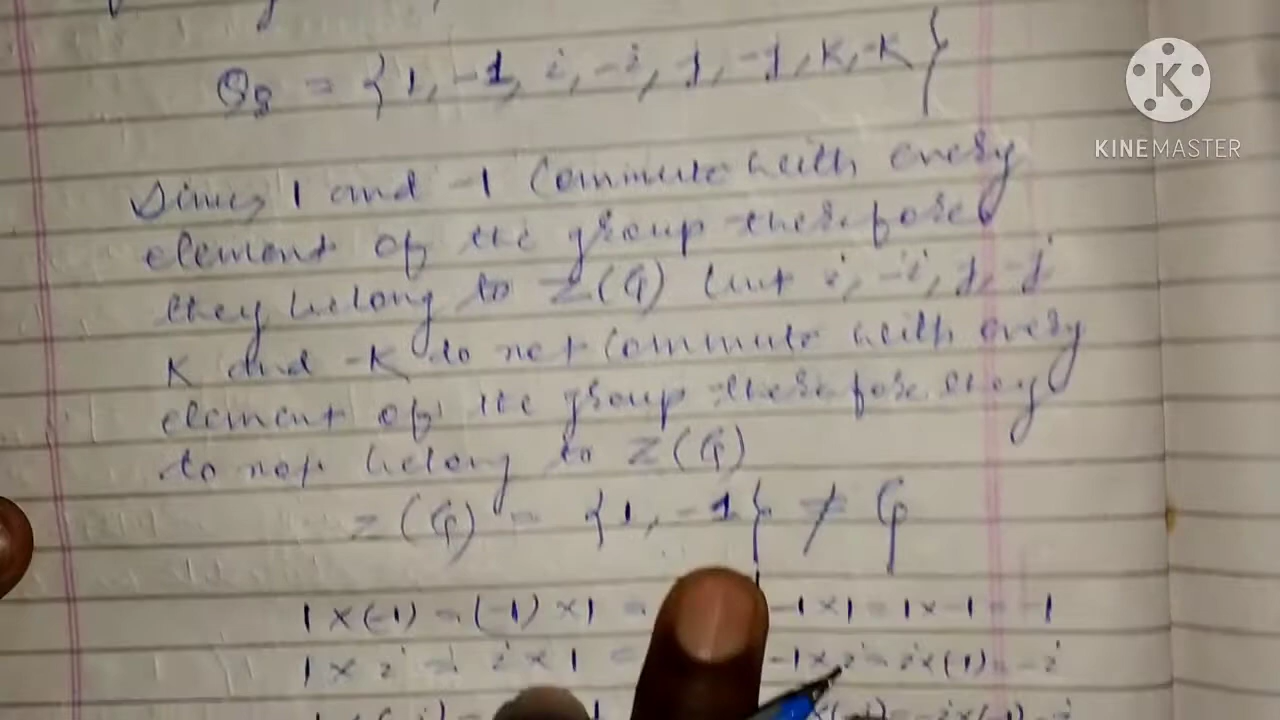 Q8 = {1, -1, i, -i, j, -j, K, -K}
KINEMASTER
Since, 1 and -1 Commute with every
element of the group therefore
they belong to Z(G) but i, -i, j, -j
K and -K do not Commute with every
element of the group therefore they
do not belong to Z(G)
Z(G) = {1, -1} ≠ G
1 x (-1) = (-1) x 1 = -1 x 1 = 1 x -1 = -1
1 x i = i x 1 = -1 x i = i x (1) = -i